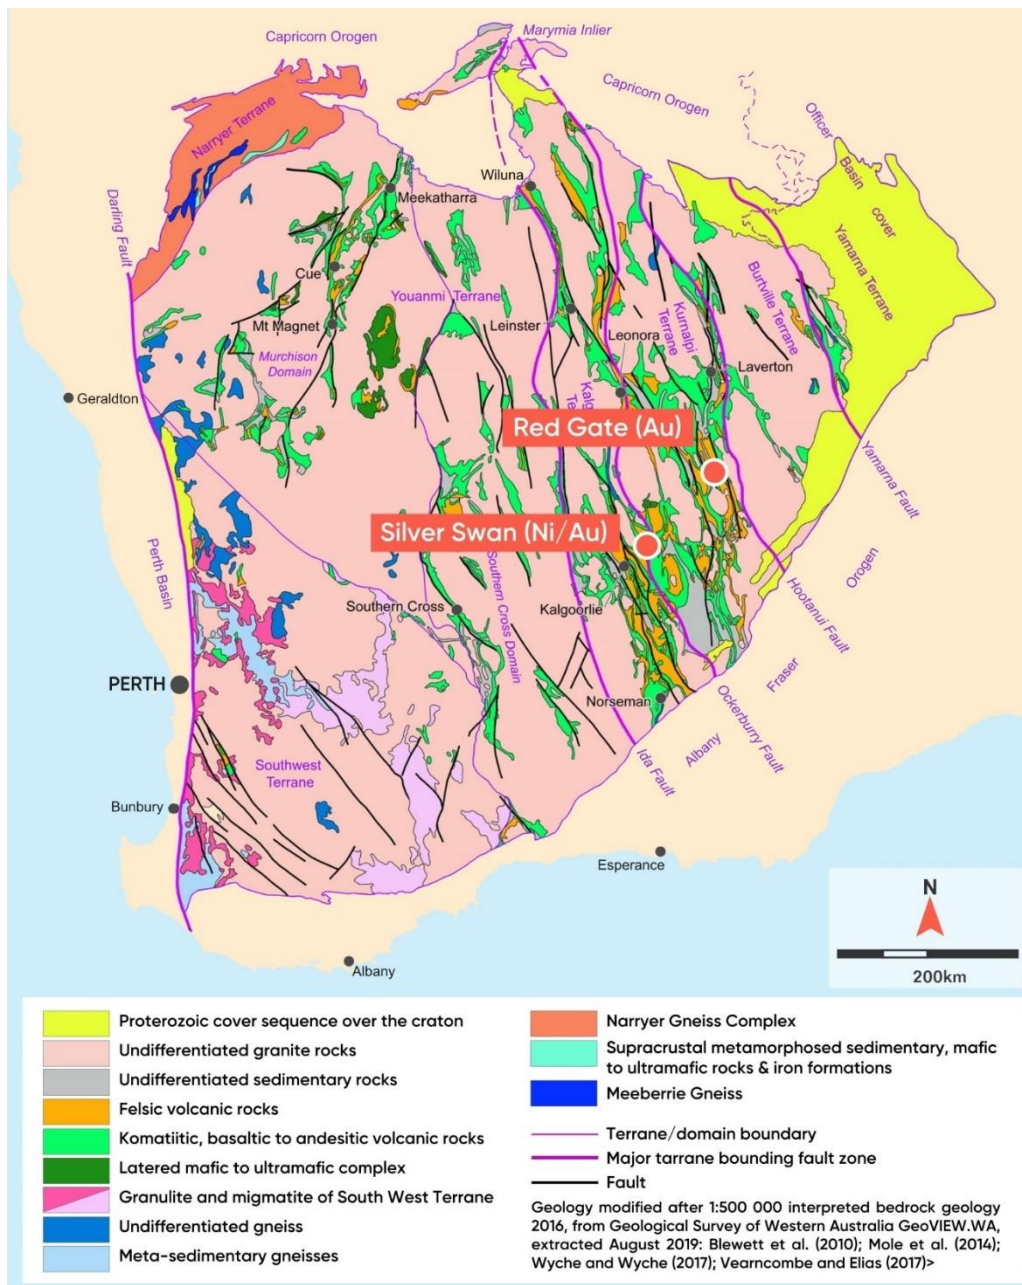 Capricorn Orogen
Marymia Inlier
Capricorn Orogen
Officer
Basin
cover
Narryer Terrane
Wiluna
Meekatharra
Darling Fault
Yamarna Terrane
Cue
Youanmi Terrane
Burtville Terrane
Mt Magnet
Leinster
Kurnalpi
Terrane
Leonora
Murchison
Domain
Laverton
Geraldton
Red Gate (Au)
Yamarna Fault
Silver Swan (Ni/Au)
Perth Basin
Southern Cross Domain
Orogen
Hootanui Fault
Southern Cross
Kalgoorlie
Fraser
PERTH
Norseman
Ockerburry Fault
Albany
Ida Fault
Southwest
Terrane
Bunbury
Esperance
N
200km
Albany
Proterozoic cover sequence over the craton
Undifferentiated granite rocks
Undifferentiated sedimentary rocks
Felsic volcanic rocks
Komatiitic, basaltic to andesitic volcanic rocks
Latered mafic to ultramafic complex
Granulite and migmatite of South West Terrane
Undifferentiated gneiss
Meta-sedimentary gneisses
Narryer Gneiss Complex
Supracrustal metamorphosed sedimentary, mafic
to ultramafic rocks & iron formations
Meeberrie Gneiss
Terrane/domain boundary
Major tarrane bounding fault zone
Fault
Geology modified after 1:500 000 interpreted bedrock geology
2016, from Geological Survey of Western Australia GeoVIEW.WA,
extracted August 2019: Blewett et al. (2010); Mole et al. (2014);
Wyche and Wyche (2017); Vearncombe and Elias (2017)>